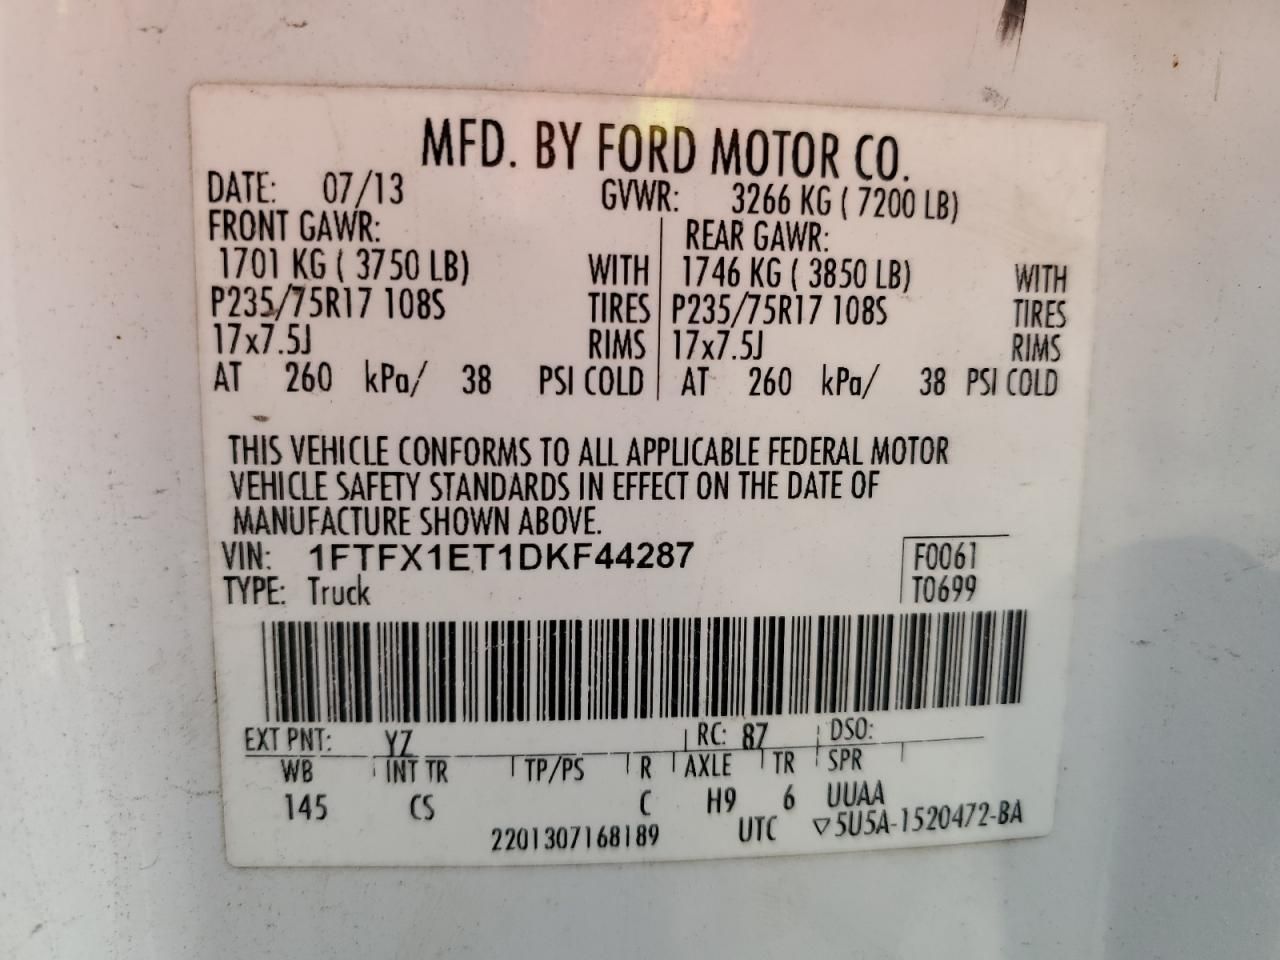 MFD. BY FORD MOTOR CO.
DATE: 07/13 GVWR: 3266 KG ( 7200 LB)
FRONT GAWR: REAR GAWR:
1701 KG ( 3750 LB) WITH 1746 KG ( 3850 LB) WITH
P235/75R17 108S TIRES P235/75R17 108S TIRES
17x7.5J RIMS 17x7.5J RIMS
AT 260 kPa/ 38 PSI COLD AT 260 kPa/ 38 PSI COLD
THIS VEHICLE CONFORMS TO ALL APPLICABLE FEDERAL MOTOR
VEHICLE SAFETY STANDARDS IN EFFECT ON THE DATE OF
MANUFACTURE SHOWN ABOVE.
VIN: 1FTFX1ET1DKF44287 F0061
TYPE: Truck T0699
EXT PNT: YZ RC: 87 DSO:
WB INT TR TP/PS R AXLE TR SPR
145 CS C H9 6 UUAA
2201307168189 UTC ▽5U5A-1520472-BA